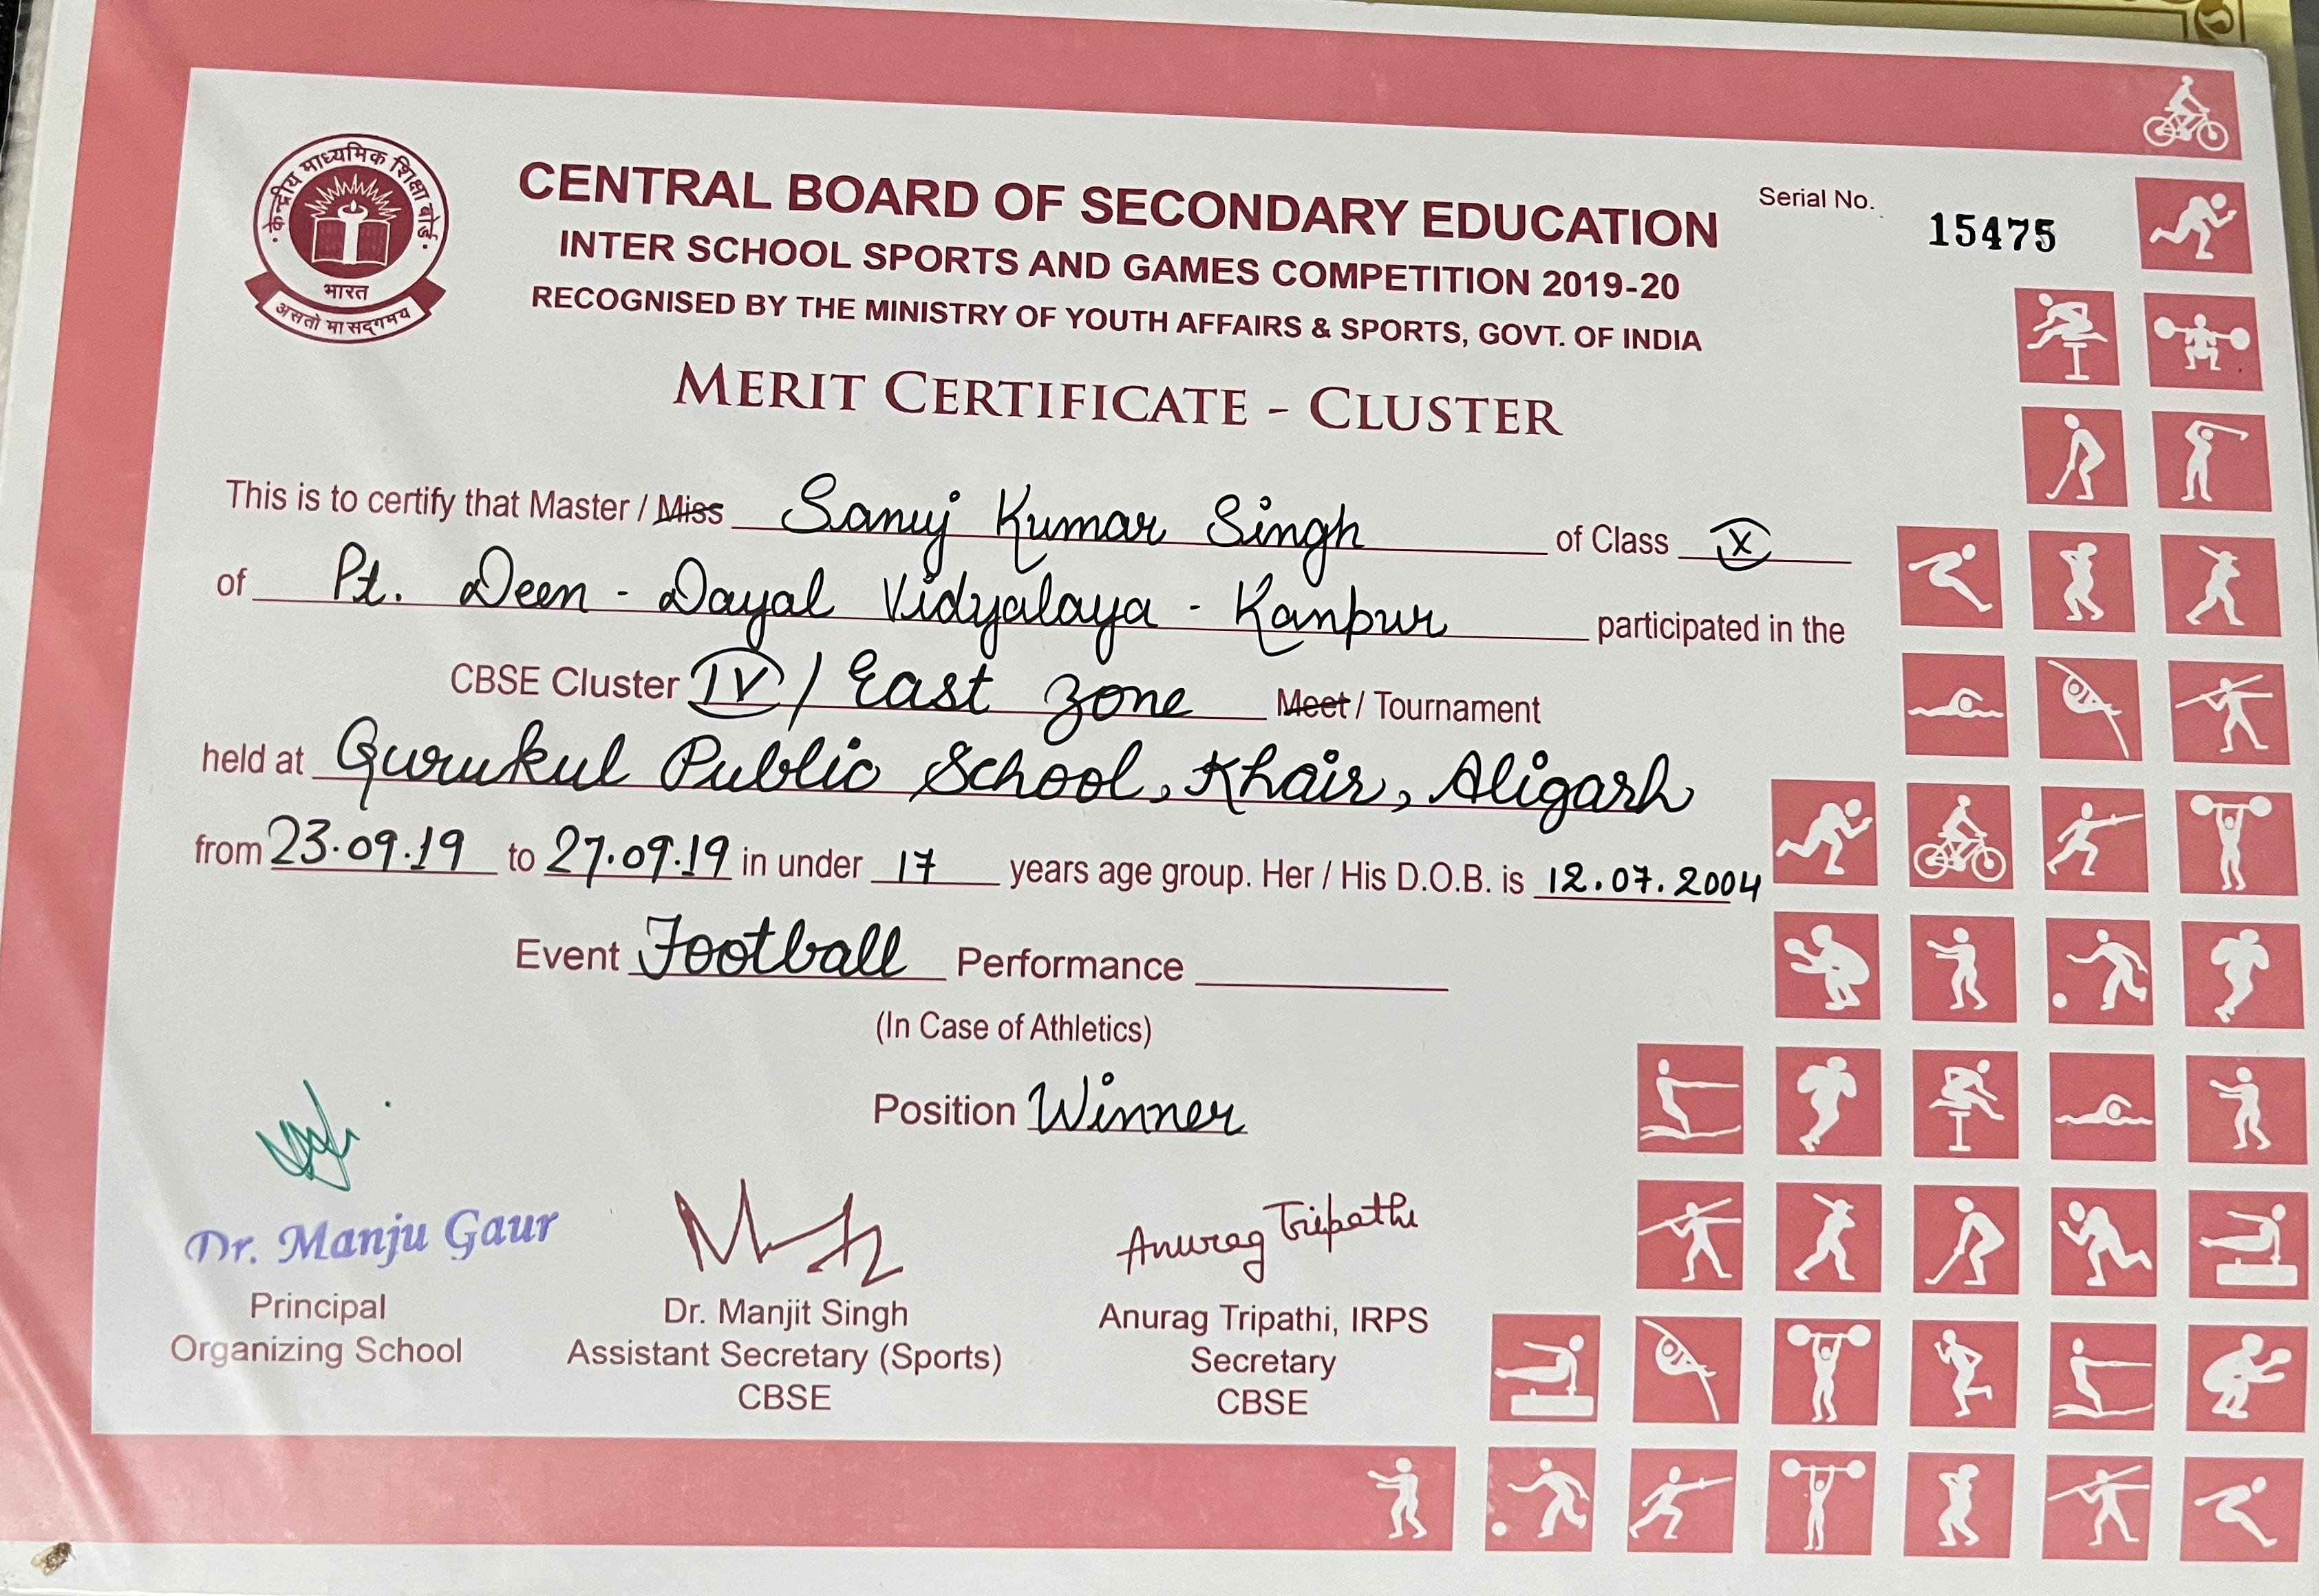 केन्द्रीय माध्यमिक शिक्षा बोर्ड
भारत
असतो मा सद्गमय
CENTRAL BOARD OF SECONDARY EDUCATION
INTER SCHOOL SPORTS AND GAMES COMPETITION 2019-20
RECOGNISED BY THE MINISTRY OF YOUTH AFFAIRS & SPORTS, GOVT. OF INDIA
Serial No. 15475
MERIT CERTIFICATE - CLUSTER
This is to certify that Master / Miss Sanuj Kumar Singh of Class X
of Pt. Deen - Dayal Vidyalaya - Kanpur participated in the
CBSE Cluster IV / East Zone Meet / Tournament
held at Gurukul Public School, Khair, Aligarh
from 23.09.19 to 27.09.19 in under 17 years age group. Her / His D.O.B. is 12.07.2004
Event Football Performance
(In Case of Athletics)
Position Winner
Dr. Manju Gaur
Principal
Organizing School
Dr. Manjit Singh
Assistant Secretary (Sports)
CBSE
Anurag Tripathi
Anurag Tripathi, IRPS
Secretary
CBSE